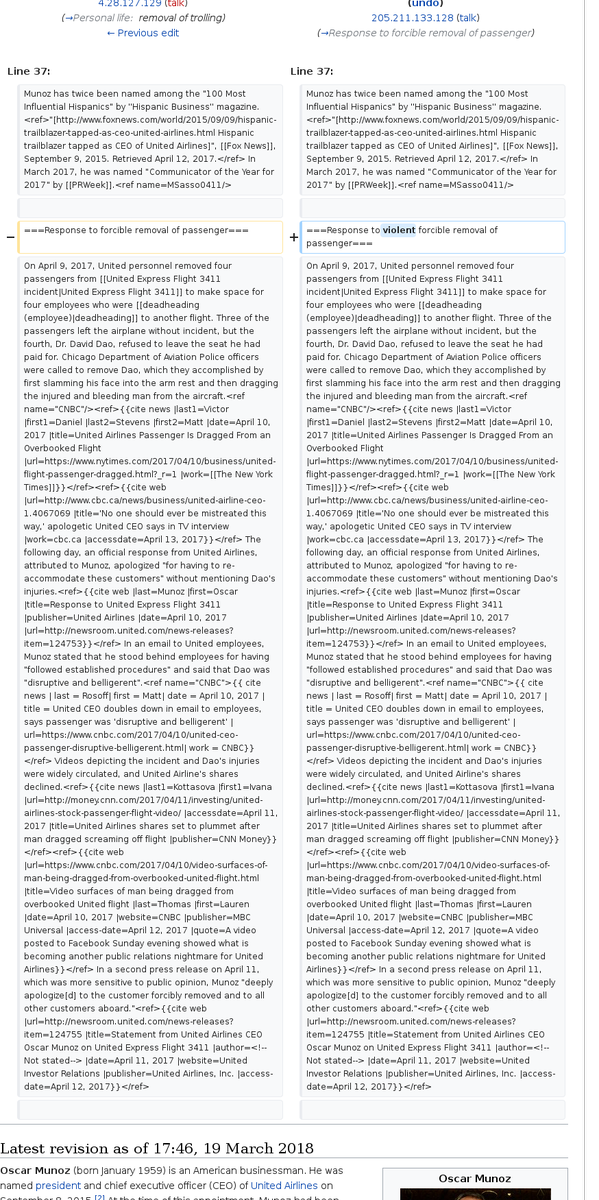 4.28.127.129 (talk)
(→Personal life: removal of trolling)
← Previous edit
(undo)
205.211.133.128 (talk)
(→Response to forcible removal of passenger)
Line 37:
Munoz has twice been named among the "100 Most
Influential Hispanics" by ''Hispanic Business'' magazine.
<ref>"[http://www.foxnews.com/world/2015/09/09/hispanic-
trailblazer-tapped-as-ceo-united-airlines.html Hispanic
trailblazer tapped as CEO of United Airlines]", [[Fox News]],
September 9, 2015. Retrieved April 12, 2017.</ref> In
March 2017, he was named "Communicator of the Year for
2017" by [[PRWeek]].<ref name=MSasso0411/>
− ===Response to forcible removal of passenger===
On April 9, 2017, United personnel removed four
passengers from [[United Express Flight 3411
incident|United Express Flight 3411]] to make space for
four employees who were [[deadheading
(employee)|deadheading]] to another flight. Three of the
passengers left the airplane without incident, but the
fourth, Dr. David Dao, refused to leave the seat he had
paid for. Chicago Department of Aviation Police officers
were called to remove Dao, which they accomplished by
first slamming his face into the arm rest and then dragging
the injured and bleeding man from the aircraft.<ref
name="CNBC"/><ref>{{cite news |last1=Victor
|first1=Daniel |last2=Stevens |first2=Matt |date=April 10,
2017 |title=United Airlines Passenger Is Dragged From an
Overbooked Flight
|url=https://www.nytimes.com/2017/04/10/business/united-
flight-passenger-dragged.html?_r=1 |work=[[The New York
Times]]}}</ref><ref>{{cite web
|url=http://www.cbc.ca/news/business/united-airline-ceo-
1.4067069 |title='No one should ever be mistreated this
way,' apologetic United CEO says in TV interview
|work=cbc.ca |accessdate=April 13, 2017}}</ref> The
following day, an official response from United Airlines,
attributed to Munoz, apologized "for having to re-
accommodate these customers" without mentioning Dao's
injuries.<ref>{{cite web |last=Munoz |first=Oscar
|title=Response to United Express Flight 3411
|publisher=United Airlines |date=April 10, 2017
|url=http://newsroom.united.com/news-releases?
item=124753}}</ref> In an email to United employees,
Munoz stated that he stood behind employees for having
"followed established procedures" and said that Dao was
"disruptive and belligerent".<ref name="CNBC">{{ cite
news | last = Rosoff| first = Matt| date = April 10, 2017 |
title = United CEO doubles down in email to employees,
says passenger was 'disruptive and belligerent' |
url=https://www.cnbc.com/2017/04/10/united-ceo-
passenger-disruptive-belligerent.html| work = CNBC}}
</ref> Videos depicting the incident and Dao's injuries
were widely circulated, and United Airline's shares
declined.<ref>{{cite news |last1=Kottasova |first1=Ivana
|url=http://money.cnn.com/2017/04/11/investing/united-
airlines-stock-passenger-flight-video/ |accessdate=April 11,
2017 |title=United Airlines shares set to plummet after
man dragged screaming off flight |publisher=CNN Money}}
</ref><ref>{{cite web
|url=https://www.cnbc.com/2017/04/10/video-surfaces-of-
man-being-dragged-from-overbooked-united-flight.html
|title=Video surfaces of man being dragged from
overbooked United flight |last=Thomas |first=Lauren
|date=April 10, 2017 |website=CNBC |publisher=MBC
Universal |access-date=April 12, 2017 |quote=A video
posted to Facebook Sunday evening showed what is
becoming another public relations nightmare for United
Airlines}}</ref> In a second press release on April 11,
which was more sensitive to public opinion, Munoz "deeply
apologize[d] to the customer forcibly removed and to all
other customers aboard."<ref>{{cite web
|url=http://newsroom.united.com/news-releases?
item=124755 |title=Statement from United Airlines CEO
Oscar Munoz on United Express Flight 3411 |author=<!--
Not stated--> |date=April 11, 2017 |website=United
Investor Relations |publisher=United Airlines, Inc. |access-
date=April 12, 2017}}</ref>
Line 37:
Munoz has twice been named among the "100 Most
Influential Hispanics" by ''Hispanic Business'' magazine.
<ref>"[http://www.foxnews.com/world/2015/09/09/hispanic-
trailblazer-tapped-as-ceo-united-airlines.html Hispanic
trailblazer tapped as CEO of United Airlines]", [[Fox News]],
September 9, 2015. Retrieved April 12, 2017.</ref> In
March 2017, he was named "Communicator of the Year for
2017" by [[PRWeek]].<ref name=MSasso0411/>
+ ===Response to violent forcible removal of
passenger===
On April 9, 2017, United personnel removed four
passengers from [[United Express Flight 3411
incident|United Express Flight 3411]] to make space for
four employees who were [[deadheading
(employee)|deadheading]] to another flight. Three of the
passengers left the airplane without incident, but the
fourth, Dr. David Dao, refused to leave the seat he had
paid for. Chicago Department of Aviation Police officers
were called to remove Dao, which they accomplished by
first slamming his face into the arm rest and then dragging
the injured and bleeding man from the aircraft.<ref
name="CNBC"/><ref>{{cite news |last1=Victor
|first1=Daniel |last2=Stevens |first2=Matt |date=April 10,
2017 |title=United Airlines Passenger Is Dragged From an
Overbooked Flight
|url=https://www.nytimes.com/2017/04/10/business/united-
flight-passenger-dragged.html?_r=1 |work=[[The New York
Times]]}}</ref><ref>{{cite web
|url=http://www.cbc.ca/news/business/united-airline-ceo-
1.4067069 |title='No one should ever be mistreated this
way,' apologetic United CEO says in TV interview
|work=cbc.ca |accessdate=April 13, 2017}}</ref> The
following day, an official response from United Airlines,
attributed to Munoz, apologized "for having to re-
accommodate these customers" without mentioning Dao's
injuries.<ref>{{cite web |last=Munoz |first=Oscar
|title=Response to United Express Flight 3411
|publisher=United Airlines |date=April 10, 2017
|url=http://newsroom.united.com/news-releases?
item=124753}}</ref> In an email to United employees,
Munoz stated that he stood behind employees for having
"followed established procedures" and said that Dao was
"disruptive and belligerent".<ref name="CNBC">{{ cite
news | last = Rosoff| first = Matt| date = April 10, 2017 |
title = United CEO doubles down in email to employees,
says passenger was 'disruptive and belligerent' |
url=https://www.cnbc.com/2017/04/10/united-ceo-
passenger-disruptive-belligerent.html| work = CNBC}}
</ref> Videos depicting the incident and Dao's injuries
were widely circulated, and United Airline's shares
declined.<ref>{{cite news |last1=Kottasova |first1=Ivana
|url=http://money.cnn.com/2017/04/11/investing/united-
airlines-stock-passenger-flight-video/ |accessdate=April 11,
2017 |title=United Airlines shares set to plummet after
man dragged screaming off flight |publisher=CNN Money}}
</ref><ref>{{cite web
|url=https://www.cnbc.com/2017/04/10/video-surfaces-of-
man-being-dragged-from-overbooked-united-flight.html
|title=Video surfaces of man being dragged from
overbooked United flight |last=Thomas |first=Lauren
|date=April 10, 2017 |website=CNBC |publisher=MBC
Universal |access-date=April 12, 2017 |quote=A video
posted to Facebook Sunday evening showed what is
becoming another public relations nightmare for United
Airlines}}</ref> In a second press release on April 11,
which was more sensitive to public opinion, Munoz "deeply
apologize[d] to the customer forcibly removed and to all
other customers aboard."<ref>{{cite web
|url=http://newsroom.united.com/news-releases?
item=124755 |title=Statement from United Airlines CEO
Oscar Munoz on United Express Flight 3411 |author=<!--
Not stated--> |date=April 11, 2017 |website=United
Investor Relations |publisher=United Airlines, Inc. |access-
date=April 12, 2017}}</ref>
Latest revision as of 17:46, 19 March 2018
Oscar Munoz (born January 1959) is an American businessman. He was
named president and chief executive officer (CEO) of United Airlines on
September 8, 2015.[2] At the time of this appointment, Munoz had been
Oscar Munoz